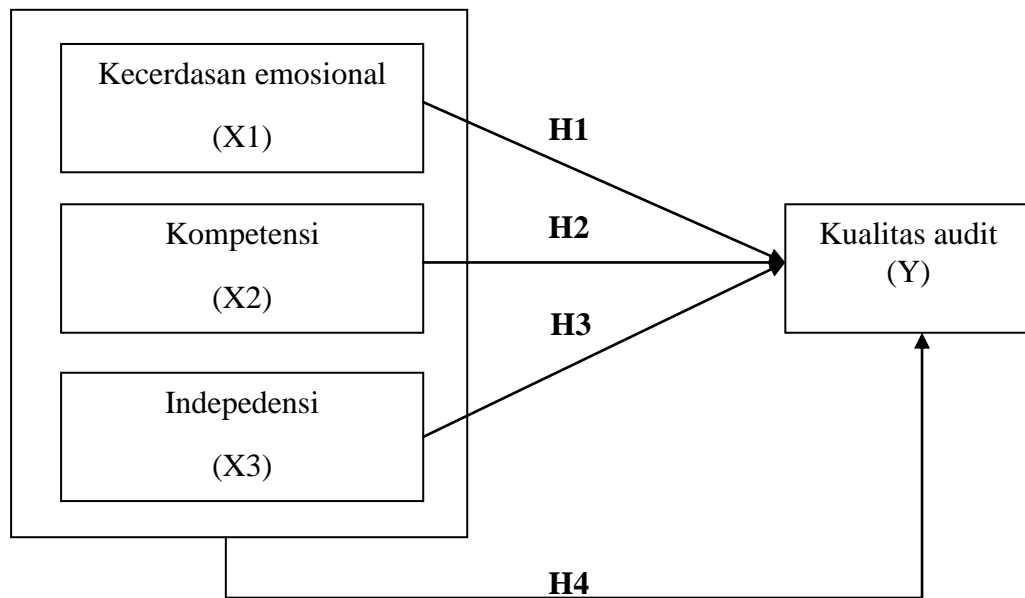 Kecerdasan emosional
(X1)
H1
Kompetensi
(X2)
H2
Kualitas audit
(Y)
H3
Indepedensi
(X3)
H4